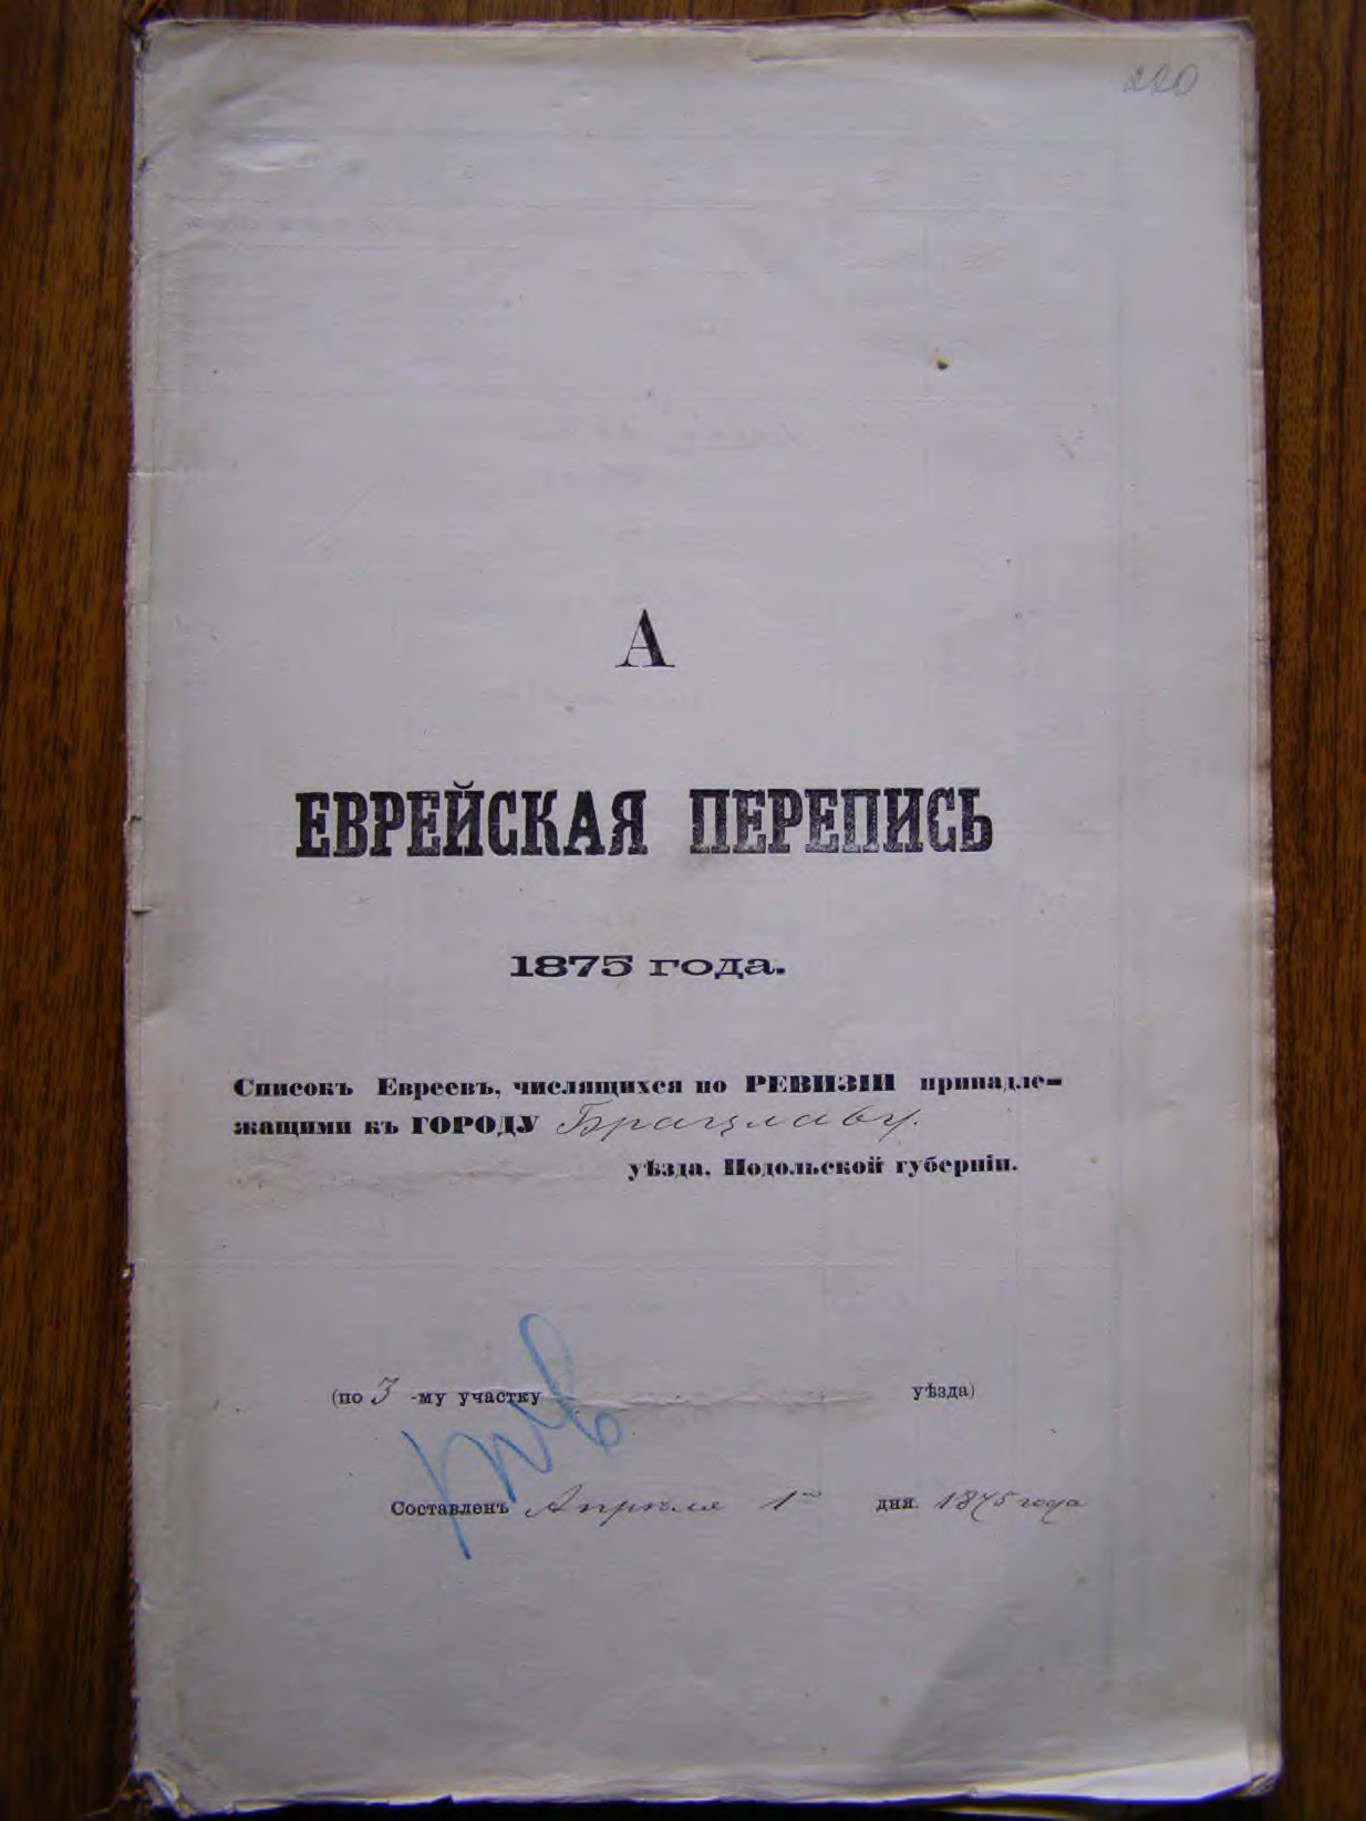 220
А
ЕВРЕЙСКАЯ ПЕРЕПИСЬ
1875 года.
Списокъ Евреевъ, числящихся по РЕВИЗІИ принадле-
жащими къ ГОРОДУ Брацлаву.
уѣзда, Подольской губерніи.
(по 3 -му участку уѣзда)
Составленъ Апрѣля 1го дня. 1875 года